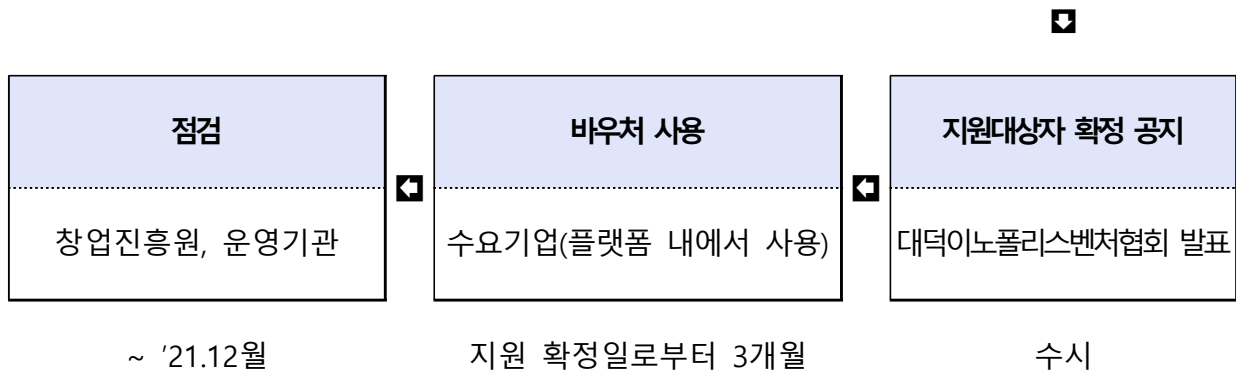 점검
바우처 사용
지원대상자 확정 공지
창업진흥원, 운영기관
수요기업(플랫폼 내에서 사용)
대덕이노폴리스벤처협회 발표
~ '21.12월
지원 확정일로부터 3개월
수시